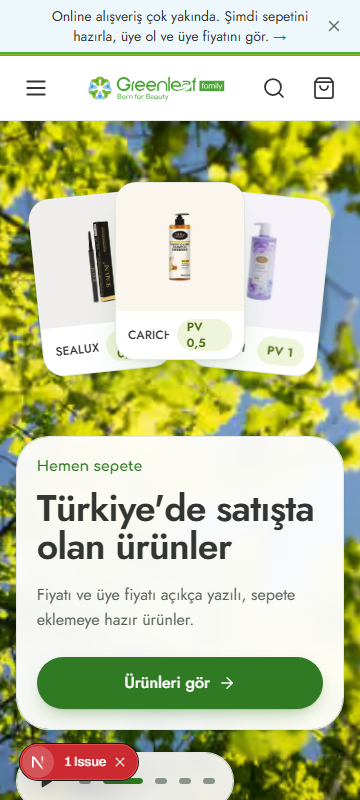 Online alışveriş çok yakında. Şimdi sepetini
hazırla, üye ol ve üye fiyatını gör. →
Greenleaf family
Born for Beauty
SEALUX
CARICH
PV
0,5
PV 1
Hemen sepete
Türkiye'de satışta
olan ürünler
Fiyatı ve üye fiyatı açıkça yazılı, sepete
eklemeye hazır ürünler.
Ürünleri gör →
N 1 Issue